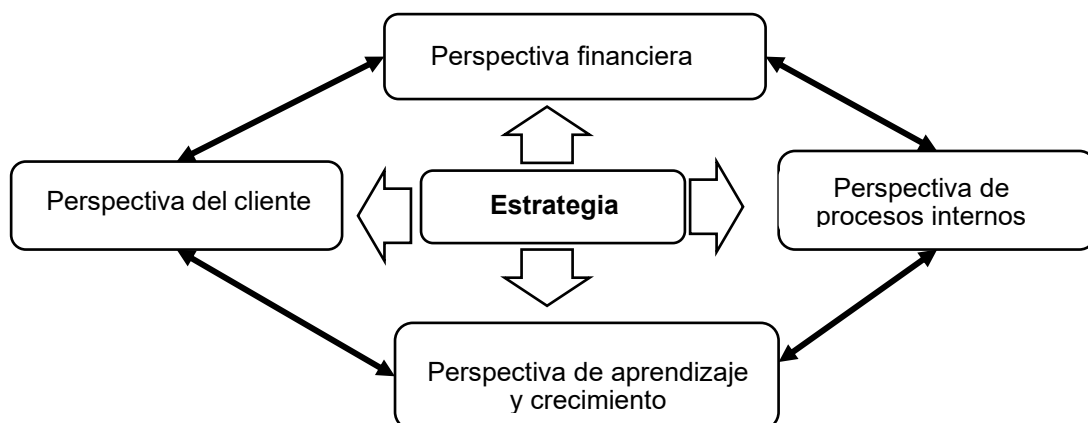 Perspectiva financiera
Perspectiva del cliente
Estrategia
Perspectiva de
procesos internos
Perspectiva de aprendizaje
y crecimiento